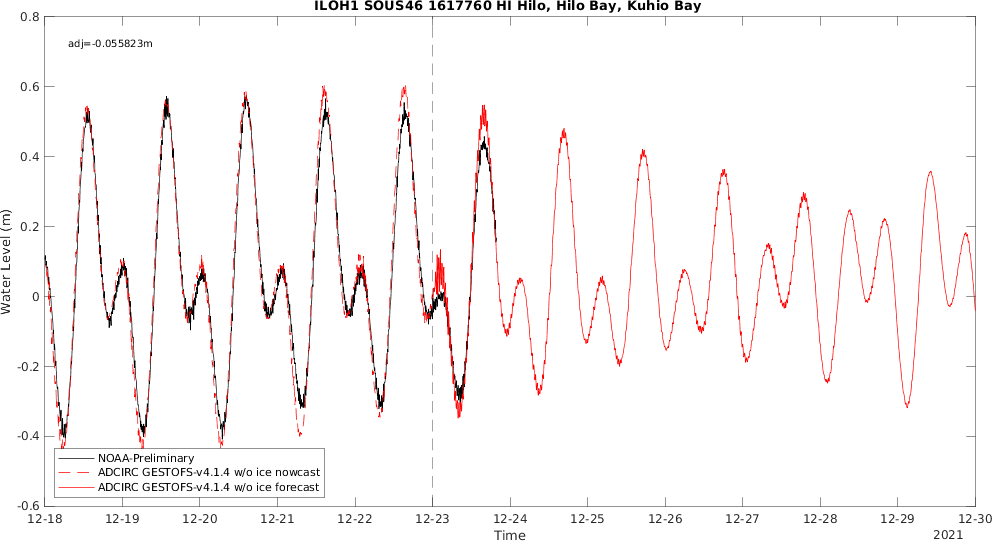 ILOH1 SOUS46 1617760 HI Hilo, Hilo Bay, Kuhio Bay
adj=-0.055823m
Water Level (m)
0.8
0.6
0.4
0.2
0
-0.2
-0.4
-0.6
NOAA-Preliminary
ADCIRC GESTOFS-v4.1.4 w/o ice nowcast
ADCIRC GESTOFS-v4.1.4 w/o ice forecast
12-18 12-19 12-20 12-21 12-22 12-23 12-24 12-25 12-26 12-27 12-28 12-29 12-30
Time
2021